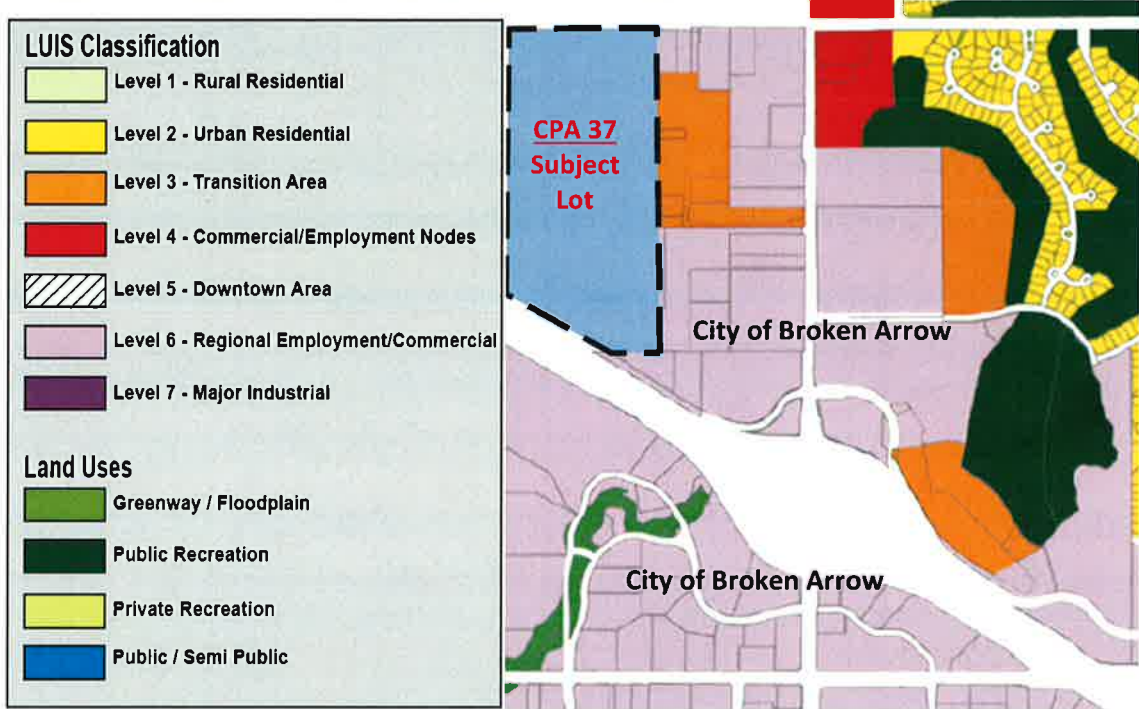 LUIS Classification
Level 1 - Rural Residential
Level 2 - Urban Residential
Level 3 - Transition Area
Level 4 - Commercial/Employment Nodes
Level 5 - Downtown Area
Level 6 - Regional Employment/Commercial
Level 7 - Major Industrial
Land Uses
Greenway / Floodplain
Public Recreation
Private Recreation
Public / Semi Public
CPA 37
Subject
Lot
City of Broken Arrow
City of Broken Arrow